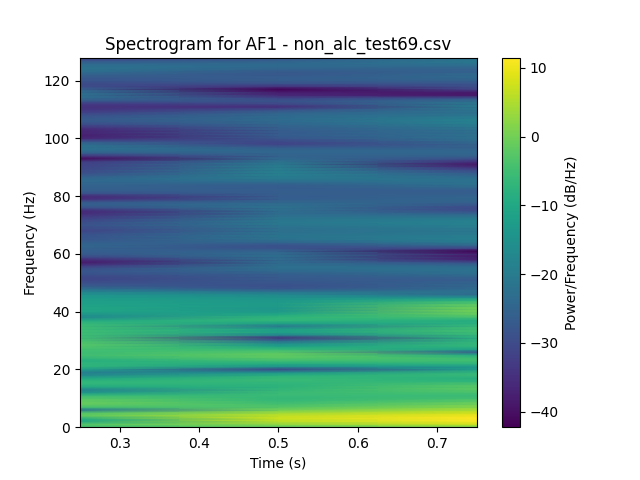 Spectrogram for AF1 - non_alc_test69.csv
120
100
80
60
40
20
0
Frequency (Hz)
0.3 0.4 0.5 0.6 0.7
Time (s)
10
0
−10
−20
−30
−40
Power/Frequency (dB/Hz)